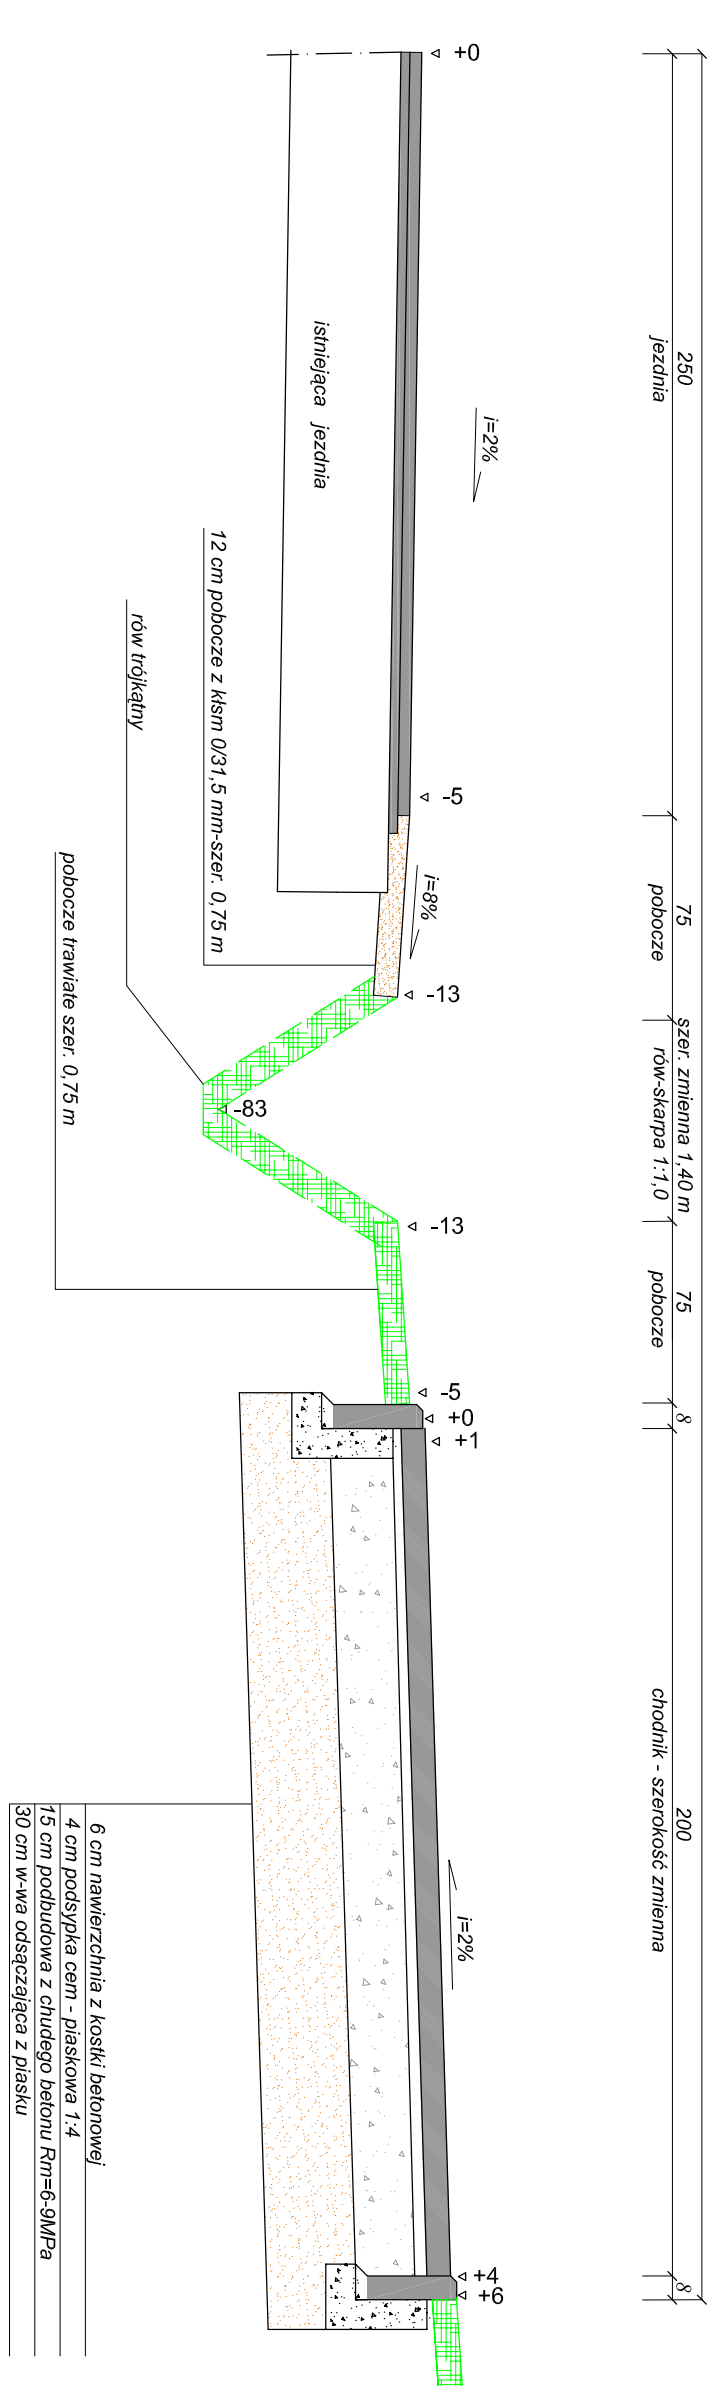 250
jezdnia
75
pobocze
szer. zmienna 1,40 m
rów-skarpa 1:1,0
75
pobocze
8
200
chodnik - szerokość zmienna
8
+0
i=2%
-5
i=8%
-13
-83
-13
-5
+0
+1
i=2%
+4
+6
istniejąca jezdnia
12 cm pobocze z kłsm 0/31,5 mm-szer. 0,75 m
rów trójkątny
pobocze trawiate szer. 0,75 m
6 cm nawierzchnia z kostki betonowej
4 cm podsypka cem - piaskowa 1:4
15 cm podbudowa z chudego betonu Rm=6-9MPa
30 cm w-wa odsączająca z piasku